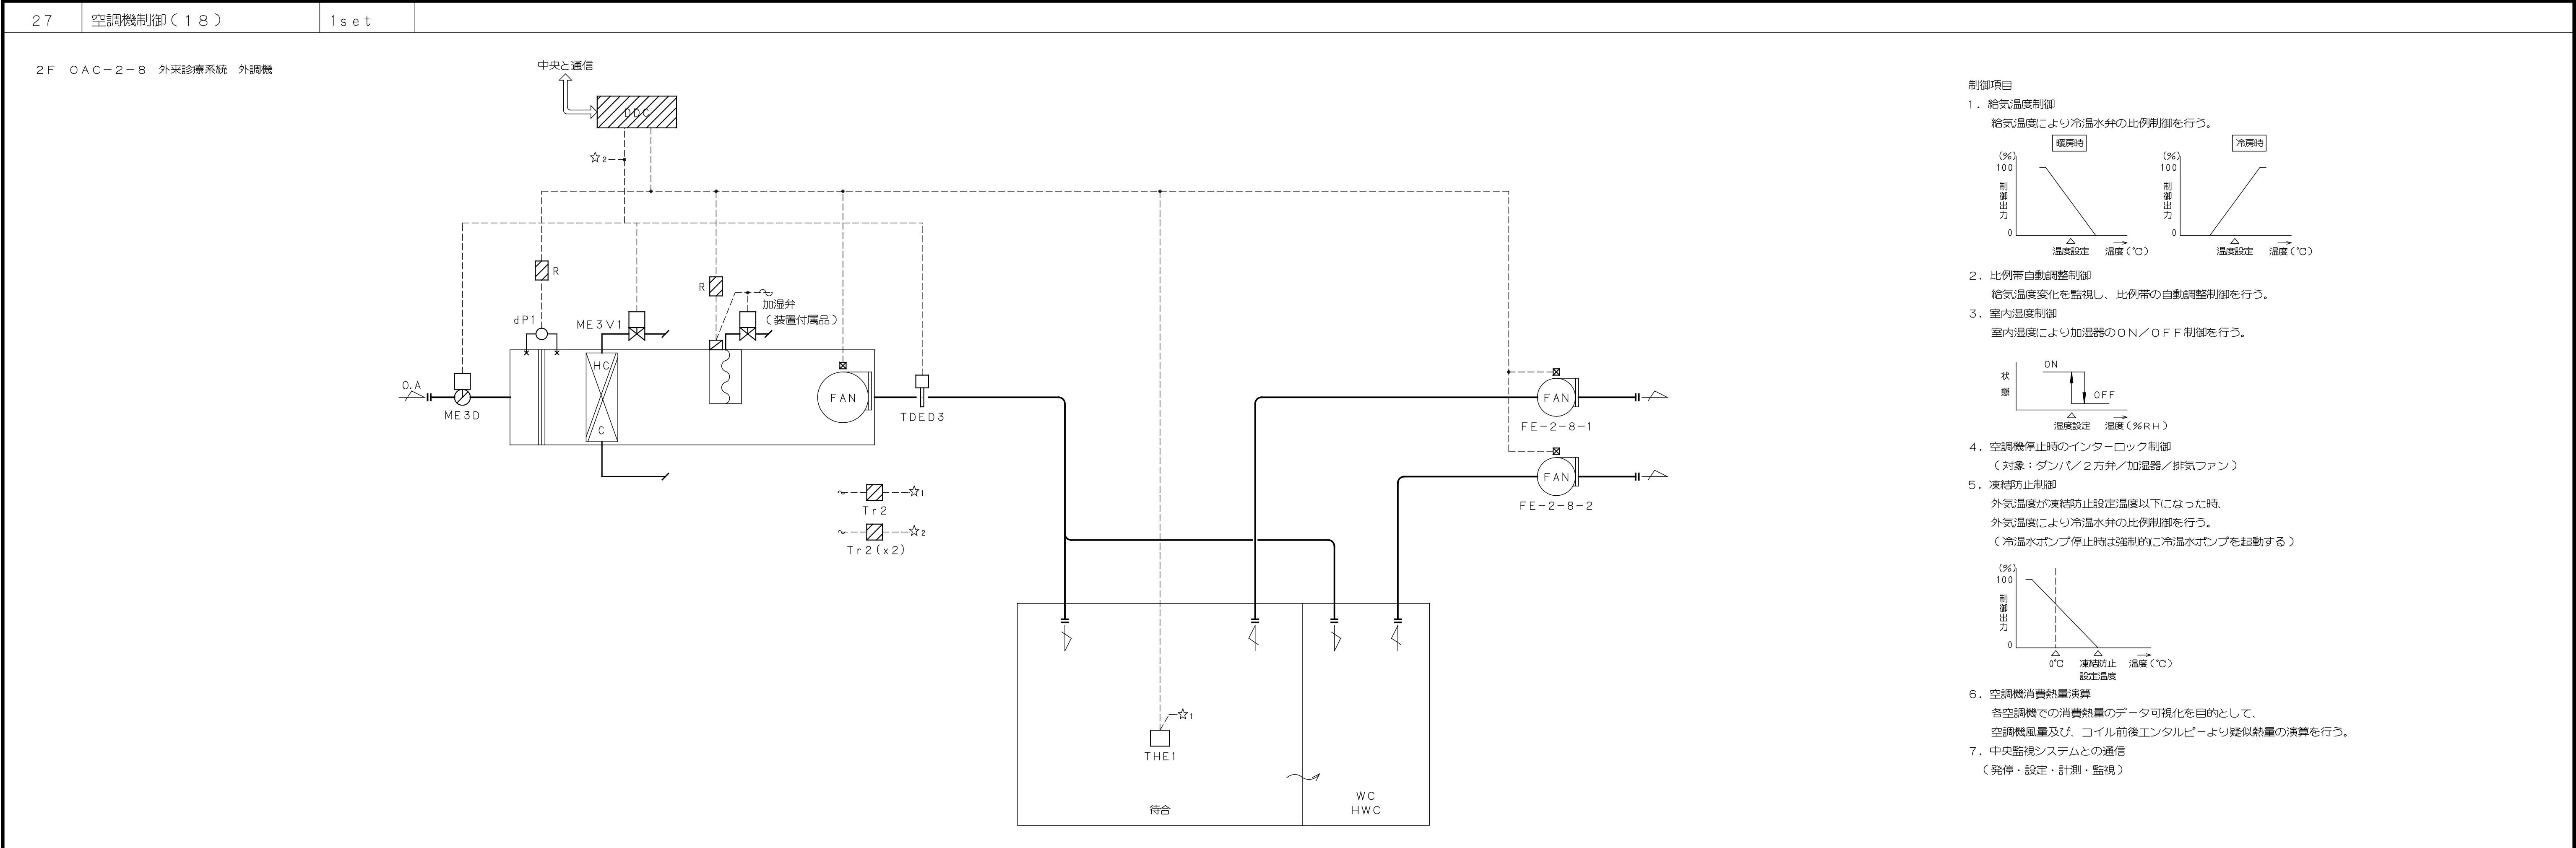 27 空調機制御(18) 1set
2F OAC-2-8 外来診療系統 外調機
中央と通信
DDC
☆2
R
R
加湿弁
(装置付属品)
dP1
ME3V1
HC
C
O.A
ME3D
FAN
TDED3
FAN
FE-2-8-1
FAN
FE-2-8-2
☆1
Tr2
☆2
Tr2(x2)
☆1
THE1
待合
WC
HWC
制御項目
1.給気温度制御
給気温度により冷温水弁の比例制御を行う。
暖房時
冷房時
(%)
100
制御出力
0
温度設定 温度(℃)
(%)
100
制御出力
0
温度設定 温度(℃)
2.比例帯自動調整制御
給気温度変化を監視し、比例帯の自動調整制御を行う。
3.室内湿度制御
室内湿度により加湿器のON/OFF制御を行う。
状態
ON
OFF
湿度設定 湿度(%RH)
4.空調機停止時のインターロック制御
(対象:ダンパ/2方弁/加湿器/排気ファン)
5.凍結防止制御
外気温度が凍結防止設定温度以下になった時、
外気温度により冷温水弁の比例制御を行う。
(冷温水ポンプ停止時は強制的に冷温水ポンプを起動する)
(%)
100
制御出力
0
0℃ 凍結防止 温度(℃)
設定温度
6.空調機消費熱量演算
各空調機での消費熱量のデータ可視化を目的として、
空調機風量及び、コイル前後エンタルピーより疑似熱量の演算を行う。
7.中央監視システムとの通信
(発停・設定・計測・監視)